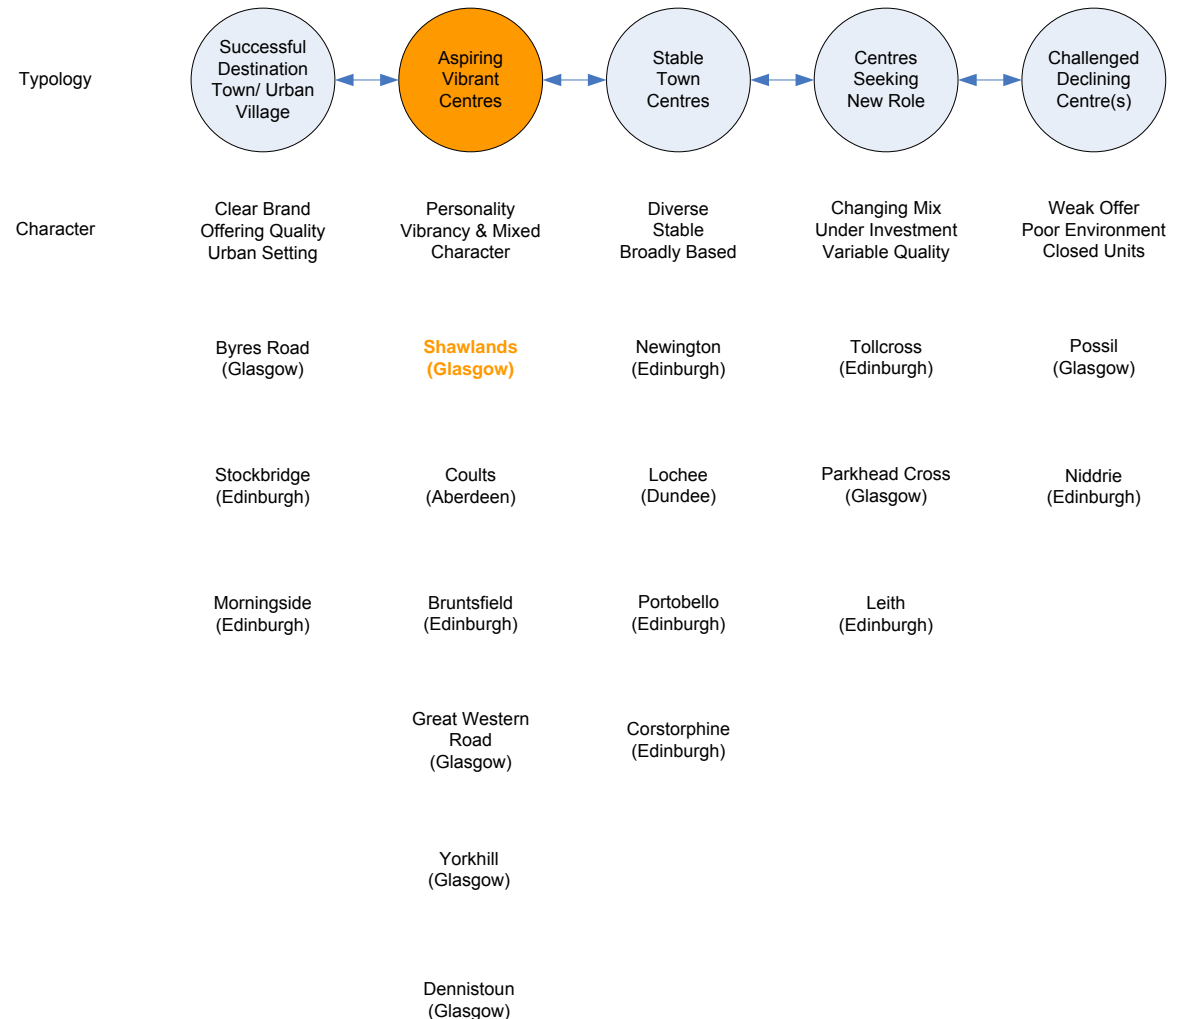 Typology
Successful
Destination
Town/ Urban
Village
Aspiring
Vibrant
Centres
Stable
Town
Centres
Centres
Seeking
New Role
Challenged
Declining
Centre(s)
Character
Clear Brand
Offering Quality
Urban Setting
Personality
Vibrancy & Mixed
Character
Diverse
Stable
Broadly Based
Changing Mix
Under Investment
Variable Quality
Weak Offer
Poor Environment
Closed Units
Byres Road
(Glasgow)
Shawlands
(Glasgow)
Newington
(Edinburgh)
Tollcross
(Edinburgh)
Possil
(Glasgow)
Stockbridge
(Edinburgh)
Coults
(Aberdeen)
Lochee
(Dundee)
Parkhead Cross
(Glasgow)
Niddrie
(Edinburgh)
Morningside
(Edinburgh)
Bruntsfield
(Edinburgh)
Portobello
(Edinburgh)
Leith
(Edinburgh)
Great Western
Road
(Glasgow)
Corstorphine
(Edinburgh)
Yorkhill
(Glasgow)
Dennistoun
(Glasgow)